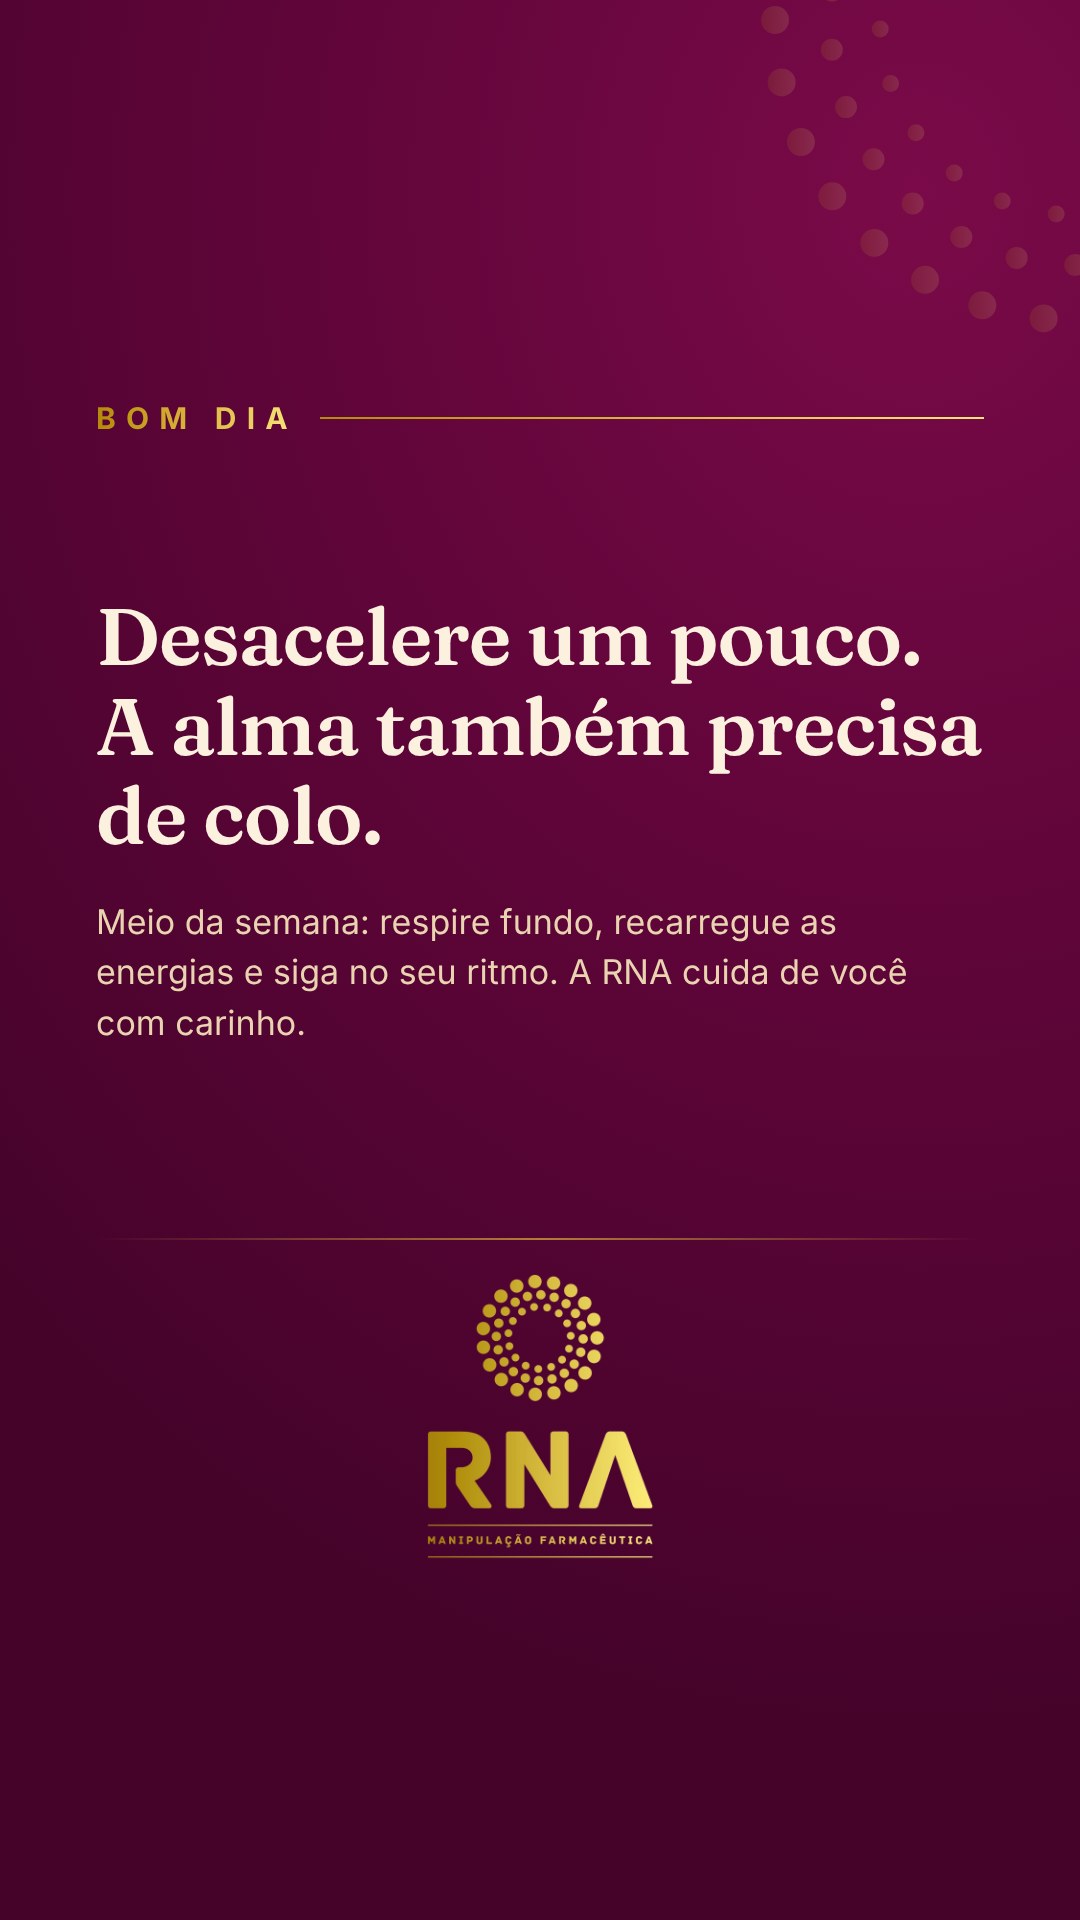 BOM DIA
Desacelere um pouco.
A alma também precisa
de colo.
Meio da semana: respire fundo, recarregue as
energias e siga no seu ritmo. A RNA cuida de você
com carinho.
RNA
MANIPULAÇÃO FARMACÊUTICA